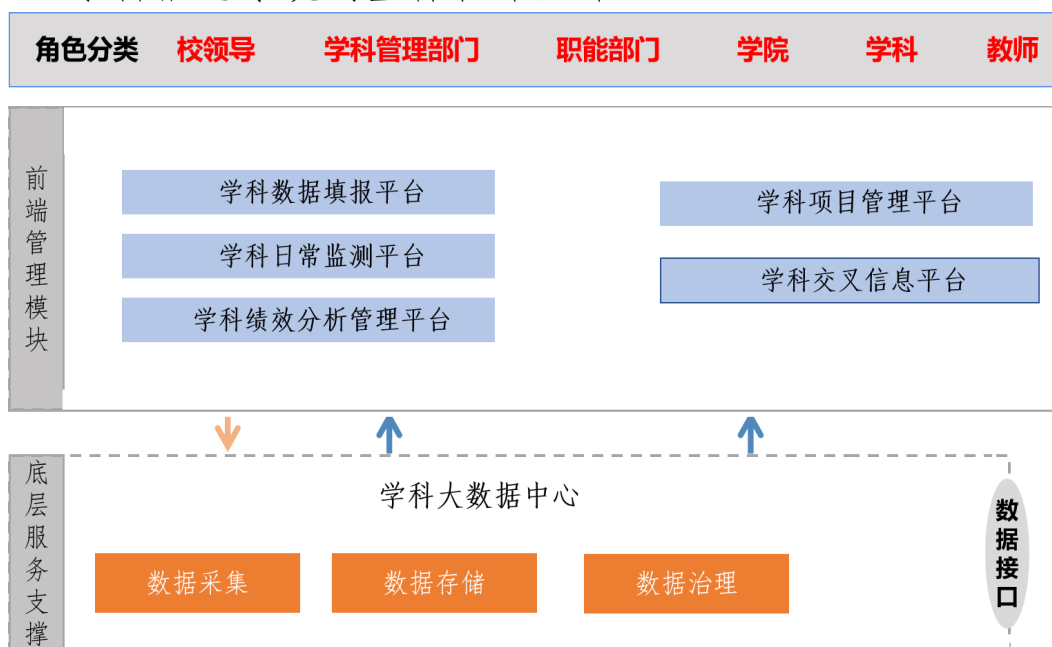 角色分类 校领导 学科管理部门 职能部门 学院 学科 教师
前端管理模块
学科数据填报平台
学科日常监测平台
学科绩效分析管理平台
学科项目管理平台
学科交叉信息平台
底层服务支撑
学科大数据中心
数据采集 数据存储 数据治理
数据接口